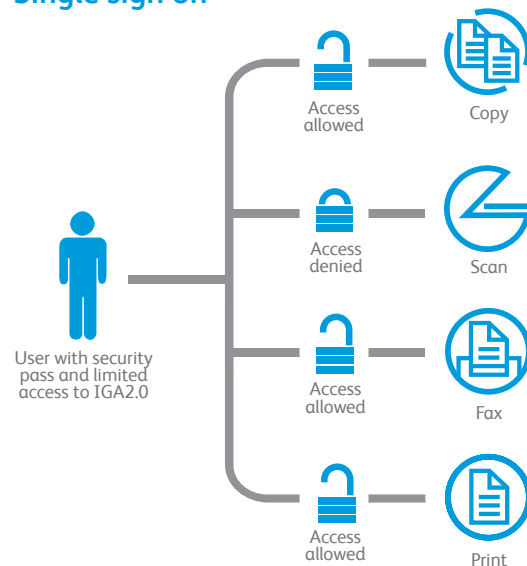 Single sign on
Access
allowed
Copy
Access
denied
Scan
User with security
pass and limited
access to IGA2.0
Access
allowed
Fax
Access
allowed
Print